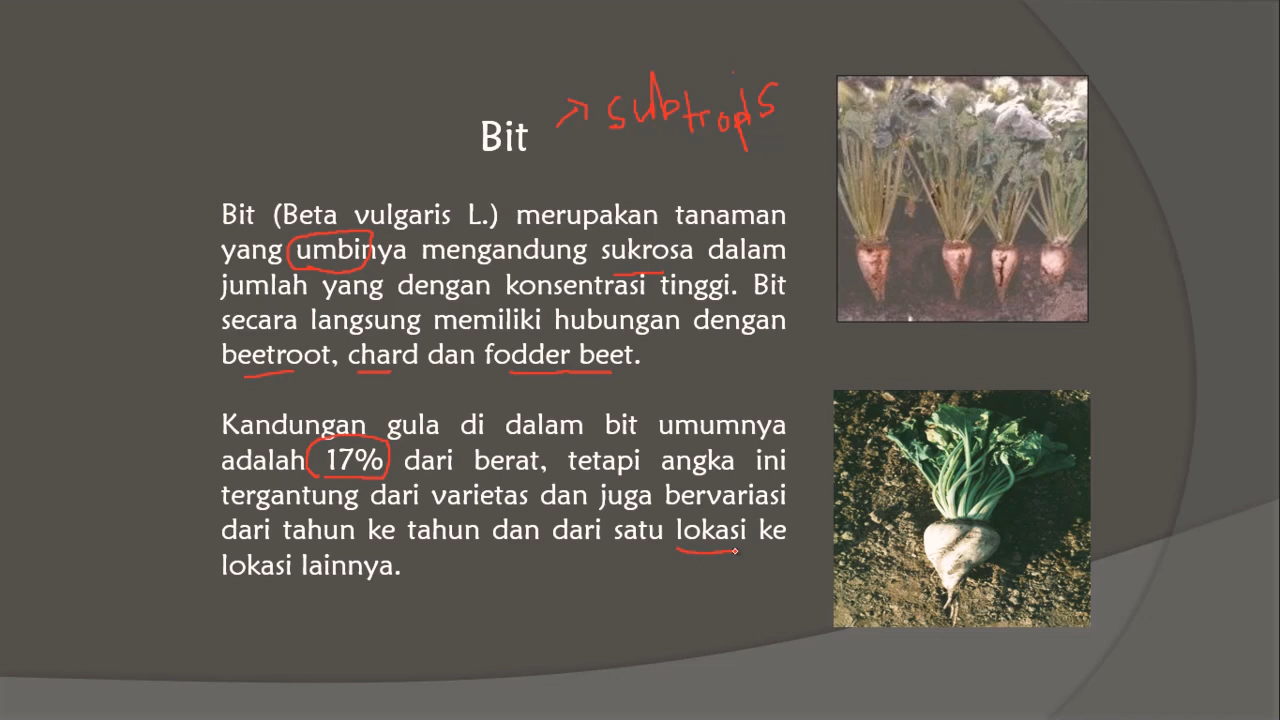 Bit → subtropis
Bit (Beta vulgaris L.) merupakan tanaman
yang umbinya mengandung sukrosa dalam
jumlah yang dengan konsentrasi tinggi. Bit
secara langsung memiliki hubungan dengan
beetroot, chard dan fodder beet.
Kandungan gula di dalam bit umumnya
adalah 17% dari berat, tetapi angka ini
tergantung dari varietas dan juga bervariasi
dari tahun ke tahun dan dari satu lokasi ke
lokasi lainnya.